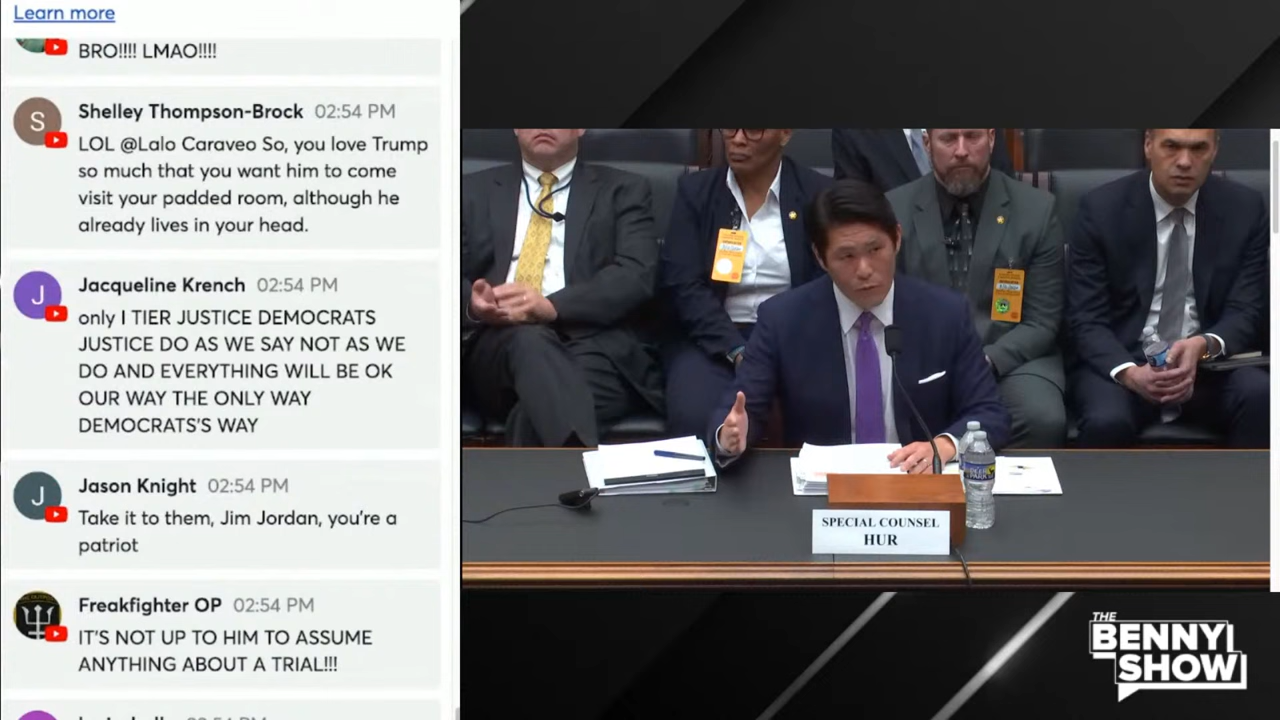 Learn more
BRO!!!! LMAO!!!!
Shelley Thompson-Brock 02:54 PM
LOL @Lalo Caraveo So, you love Trump
so much that you want him to come
visit your padded room, although he
already lives in your head.
Jacqueline Krench 02:54 PM
only I TIER JUSTICE DEMOCRATS
JUSTICE DO AS WE SAY NOT AS WE
DO AND EVERYTHING WILL BE OK
OUR WAY THE ONLY WAY
DEMOCRATS'S WAY
Jason Knight 02:54 PM
Take it to them, Jim Jordan, you're a
patriot
Freakfighter OP 02:54 PM
IT'S NOT UP TO HIM TO ASSUME
ANYTHING ABOUT A TRIAL!!!
S
J
J
SPECIAL COUNSEL
HUR
THE
BENNY
SHOW